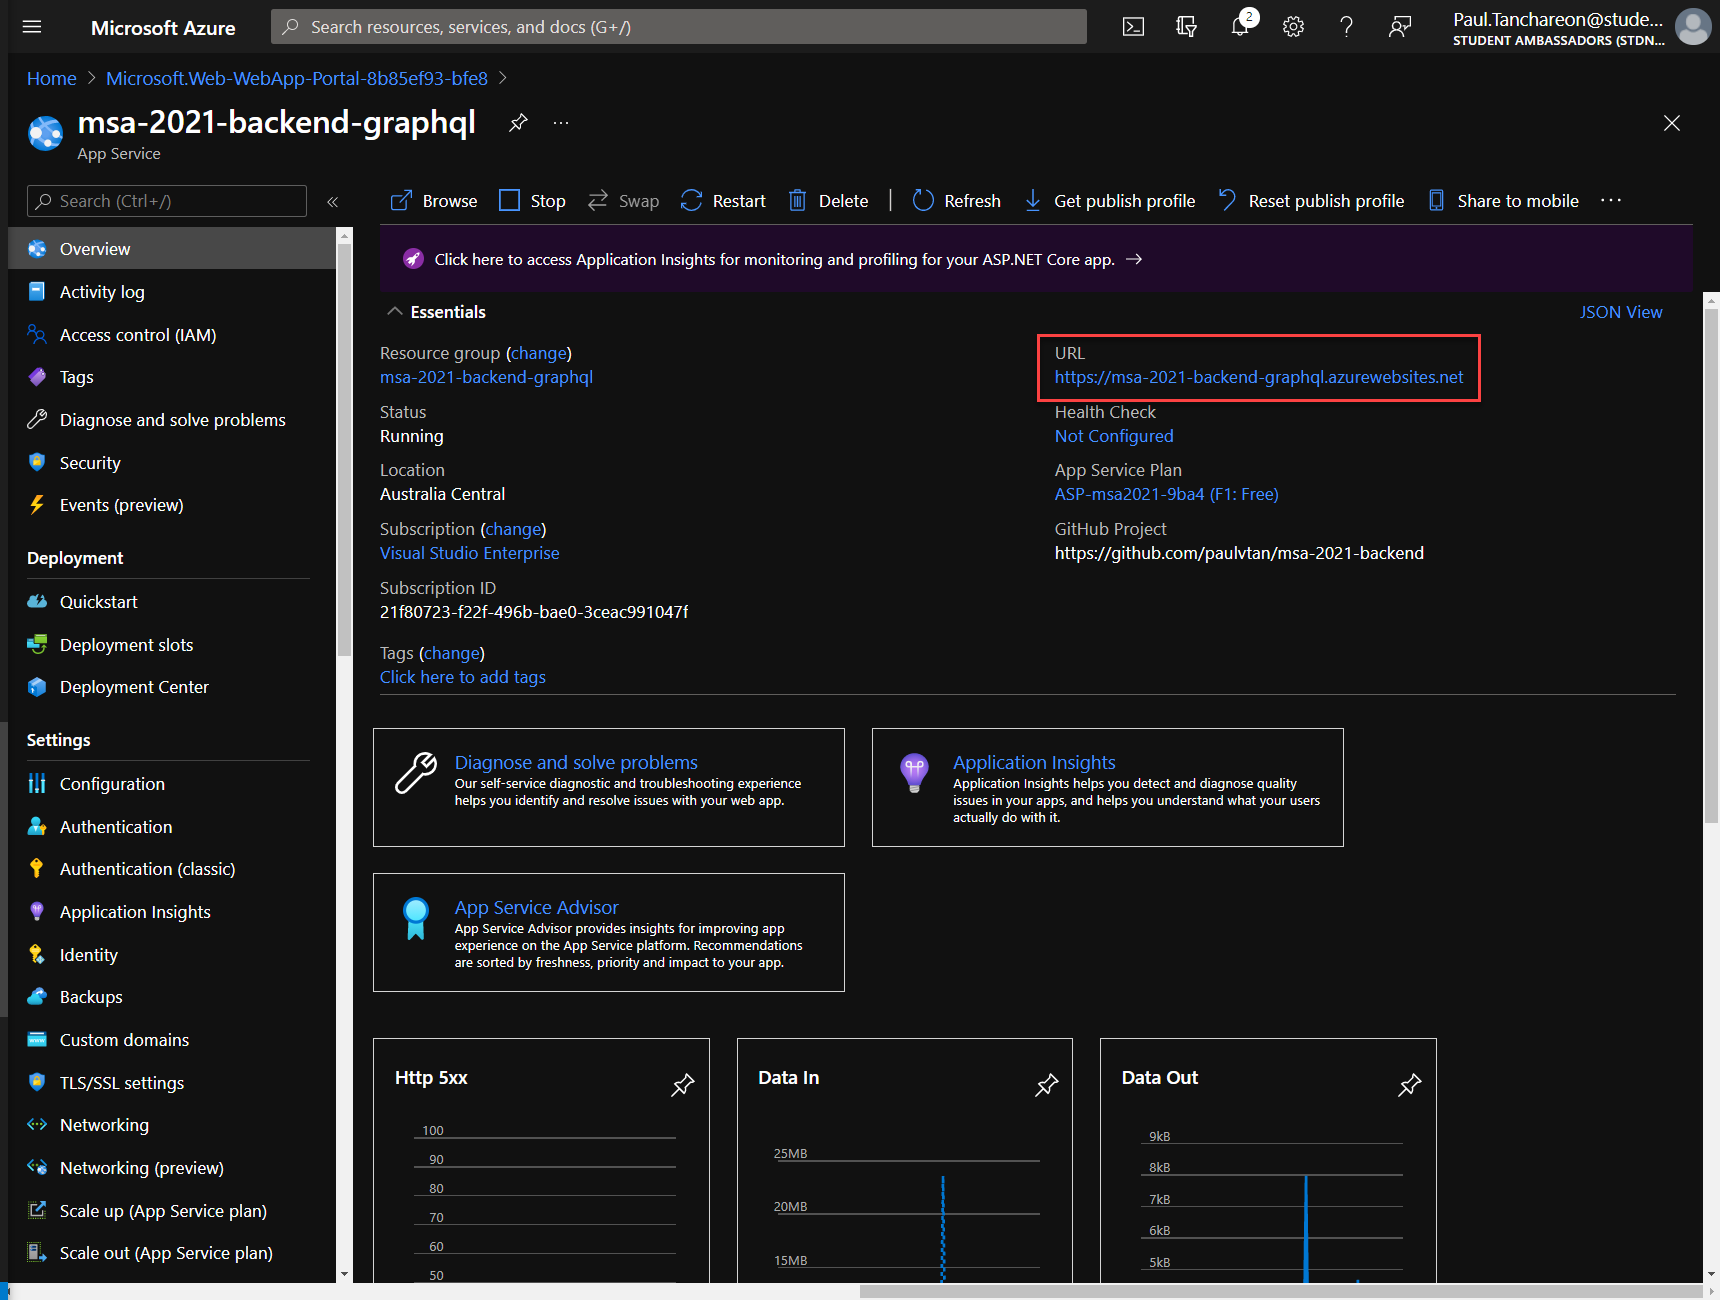 Microsoft Azure
Search resources, services, and docs (G+/)
2
Paul.Tanchareon@stude...
STUDENT AMBASSADORS (STDN...
Home > Microsoft.Web-WebApp-Portal-8b85ef93-bfe8 >
msa-2021-backend-graphql ...
App Service
Search (Ctrl+/)
«
Overview
Activity log
Access control (IAM)
Tags
Diagnose and solve problems
Security
Events (preview)
Deployment
Quickstart
Deployment slots
Deployment Center
Settings
Configuration
Authentication
Authentication (classic)
Application Insights
Identity
Backups
Custom domains
TLS/SSL settings
Networking
Networking (preview)
Scale up (App Service plan)
Scale out (App Service plan)
Browse Stop Swap Restart Delete | Refresh Get publish profile Reset publish profile Share to mobile ...
Click here to access Application Insights for monitoring and profiling for your ASP.NET Core app. →
Essentials
JSON View
Resource group (change)
msa-2021-backend-graphql
Status
Running
Location
Australia Central
Subscription (change)
Visual Studio Enterprise
Subscription ID
21f80723-f22f-496b-bae0-3ceac991047f
Tags (change)
Click here to add tags
URL
https://msa-2021-backend-graphql.azurewebsites.net
Health Check
Not Configured
App Service Plan
ASP-msa2021-9ba4 (F1: Free)
GitHub Project
https://github.com/paulvtan/msa-2021-backend
Diagnose and solve problems
Our self-service diagnostic and troubleshooting experience
helps you identify and resolve issues with your web app.
Application Insights
Application Insights helps you detect and diagnose quality
issues in your apps, and helps you understand what your users
actually do with it.
App Service Advisor
App Service Advisor provides insights for improving app
experience on the App Service platform. Recommendations
are sorted by freshness, priority and impact to your app.
Http 5xx
100
90
80
70
60
50
Data In
25MB
20MB
15MB
Data Out
9kB
8kB
7kB
6kB
5kB